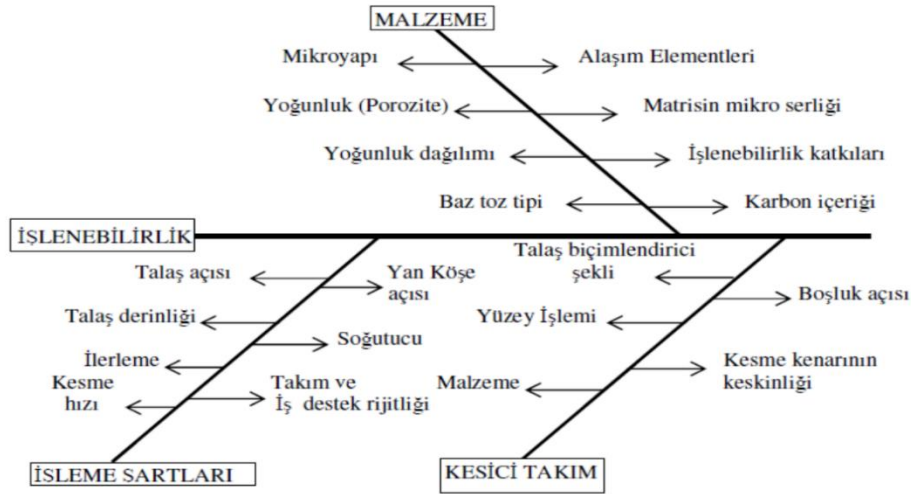 MALZEME
Mikroyapı
Alaşım Elementleri
Yoğunluk (Porozite)
Matrisin mikro serliği
Yoğunluk dağılımı
İşlenebilirlik katkıları
Baz toz tipi
Karbon içeriği
İŞLENEBİLİRLİK
Talaş açısı
Yan Köşe
açısı
Talaş derinliği
Soğutucu
İlerleme
Kesme
hızı
Takım ve
İş destek rijitliği
İSLEME SARTLARI
Talaş biçimlendirici
şekli
Boşluk açısı
Yüzey İşlemi
Kesme kenarının
keskinliği
Malzeme
KESİCİ TAKIM